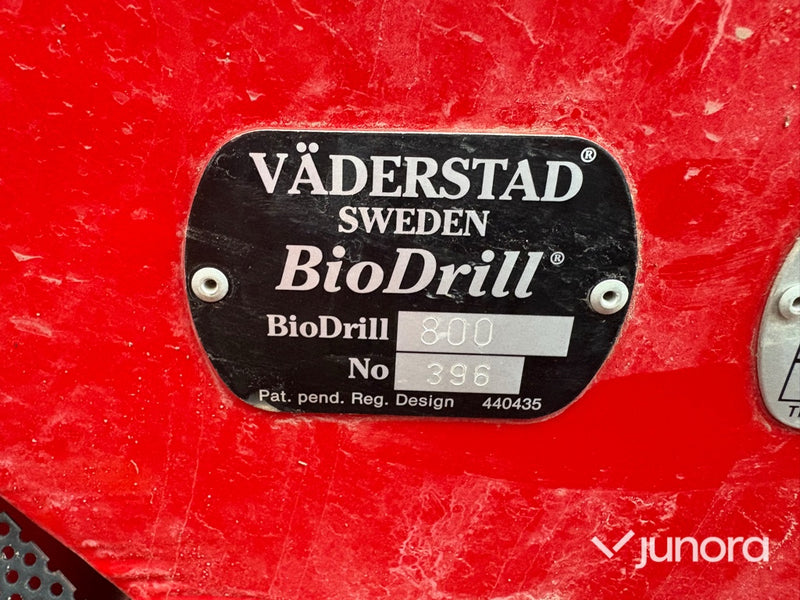 VÄDERSTAD®
SWEDEN
BioDrill®
BioDrill 800
No 396
Pat. pend. Reg. Design 440435
junora